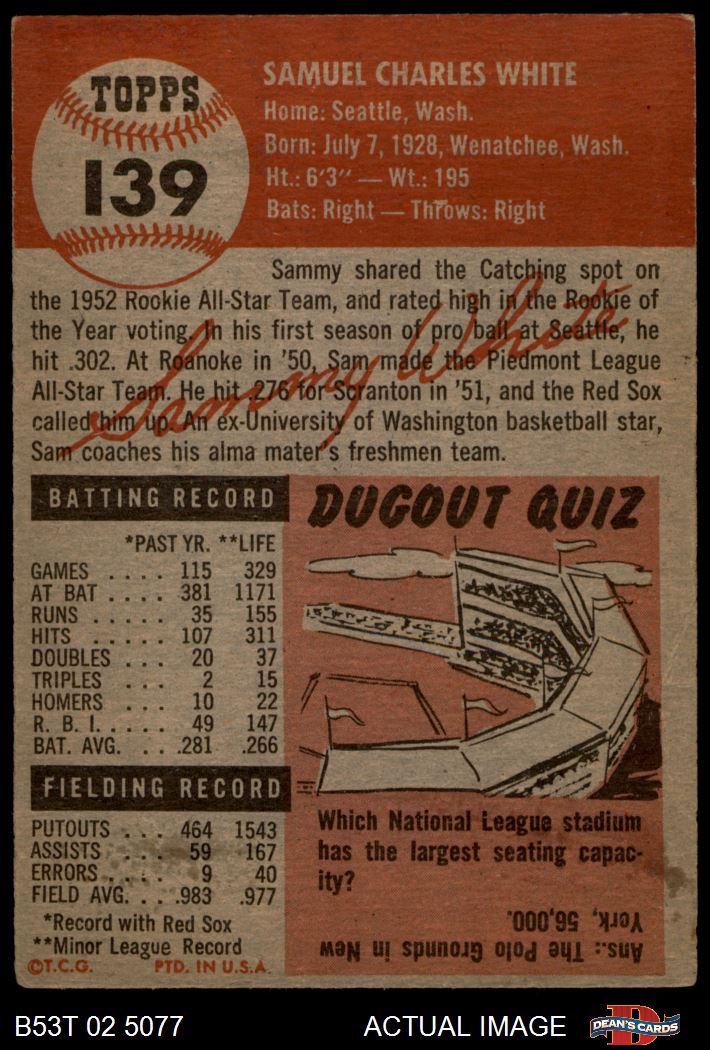 TOPPS
139
SAMUEL CHARLES WHITE
Home: Seattle, Wash.
Born: July 7, 1928, Wenatchee, Wash.
Ht.: 6'3" — Wt.: 195
Bats: Right — Throws: Right
Sammy shared the Catching spot on
the 1952 Rookie All-Star Team, and rated high in the Rookie of
the Year voting. In his first season of pro ball at Seattle, he
hit .302. At Roanoke in '50, Sam made the Piedmont League
All-Star Team. He hit .276 for Scranton in '51, and the Red Sox
called him up. An ex-University of Washington basketball star,
Sam coaches his alma mater's freshmen team.
Sammy White
BATTING RECORD
*PAST YR. **LIFE
GAMES . . . . 115 329
AT BAT . . . . 381 1171
RUNS . . . . 35 155
HITS . . . . . 107 311
DOUBLES . . . 20 37
TRIPLES . . . 2 15
HOMERS . . . 10 22
R. B. I. . . . . . 49 147
BAT. AVG. . . . .281 .266
FIELDING RECORD
PUTOUTS . . . 464 1543
ASSISTS . . . 59 167
ERRORS . . . . 9 40
FIELD AVG. . . .983 .977
*Record with Red Sox
**Minor League Record
©T.C.G. PTD. IN U.S.A.
DUGOUT QUIZ
Which National League stadium
has the largest seating capac-
ity?
Ans.: The Polo Grounds in New
York, 56,000.
B53T 02 5077 ACTUAL IMAGE
D
DEAN'S CARDS